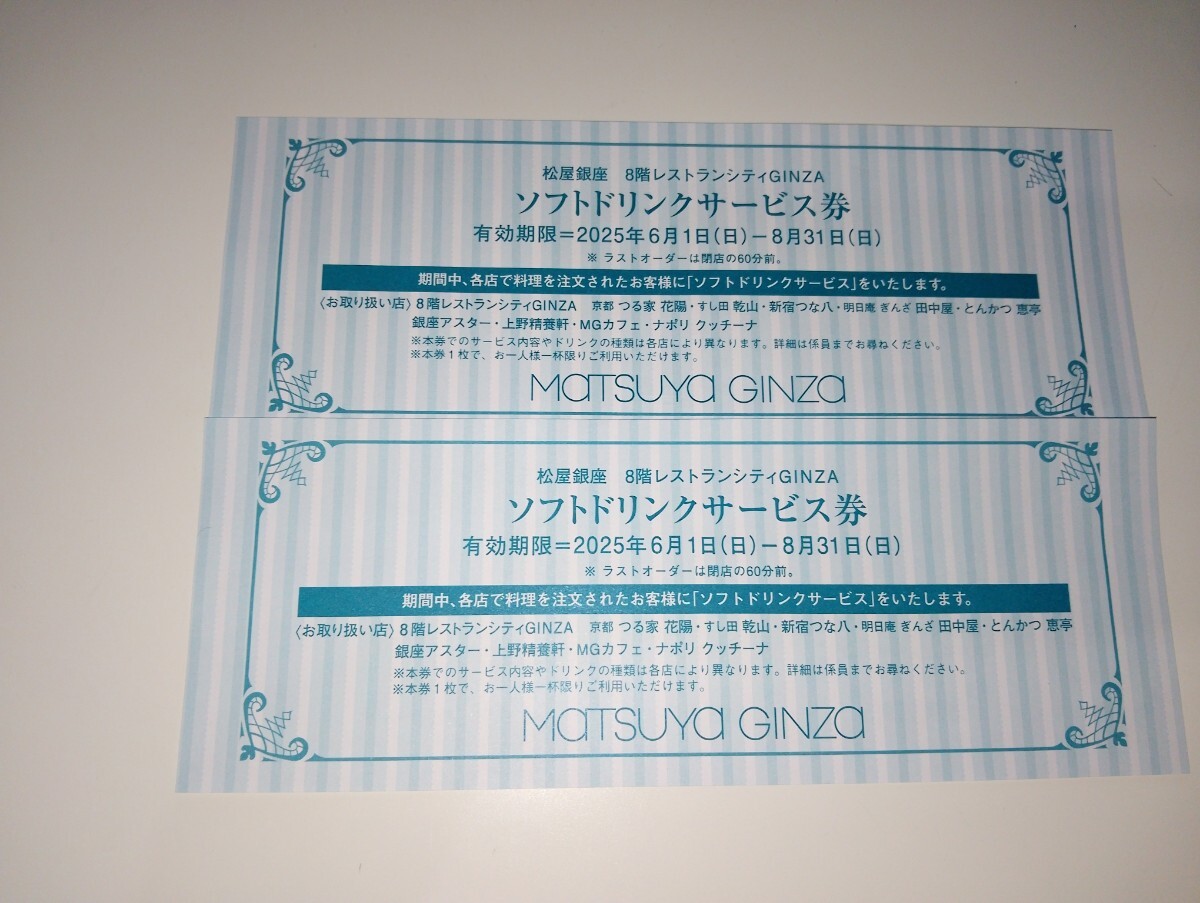 松屋銀座 8階レストランシティGINZA
ソフトドリンクサービス券
有効期限=2025年6月1日(日)-8月31日(日)
※ ラストオーダーは閉店の60分前。
期間中、各店で料理を注文されたお客様に「ソフトドリンクサービス」をいたします。
〈お取り扱い店〉8階レストランシティGINZA 京都 つる家 花陽・すし田 乾山・新宿つな八・明日庵 ぎんざ 田中屋・とんかつ 恵亭
銀座アスター・上野精養軒・MGカフェ・ナポリ クッチーナ
※本券でのサービス内容やドリンクの種類は各店により異なります。詳細は係員までお尋ねください。
※本券1枚で、お一人様一杯限りご利用いただけます。
MATSUYA GINZA
松屋銀座 8階レストランシティGINZA
ソフトドリンクサービス券
有効期限=2025年6月1日(日)-8月31日(日)
※ ラストオーダーは閉店の60分前。
期間中、各店で料理を注文されたお客様に「ソフトドリンクサービス」をいたします。
〈お取り扱い店〉8階レストランシティGINZA 京都 つる家 花陽・すし田 乾山・新宿つな八・明日庵 ぎんざ 田中屋・とんかつ 恵亭
銀座アスター・上野精養軒・MGカフェ・ナポリ クッチーナ
※本券でのサービス内容やドリンクの種類は各店により異なります。詳細は係員までお尋ねください。
※本券1枚で、お一人様一杯限りご利用いただけます。
MATSUYA GINZA